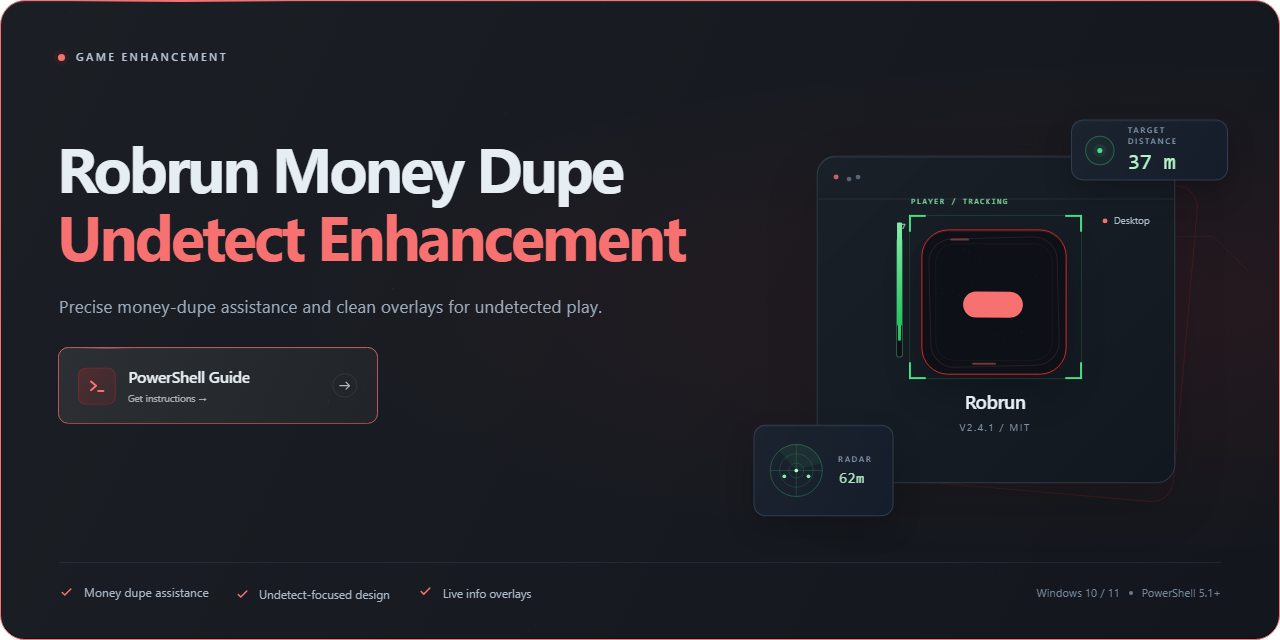 GAME ENHANCEMENT
Robrun Money Dupe
Undetect Enhancement
Precise money-dupe assistance and clean overlays for undetected play.
PowerShell Guide
Get instructions →
TARGET
DISTANCE
37 m
PLAYER / TRACKING
Desktop
Robrun
V2.4.1 / MIT
RADAR
62m
Money dupe assistance
Undetect-focused design
Live info overlays
Windows 10 / 11 • PowerShell 5.1+